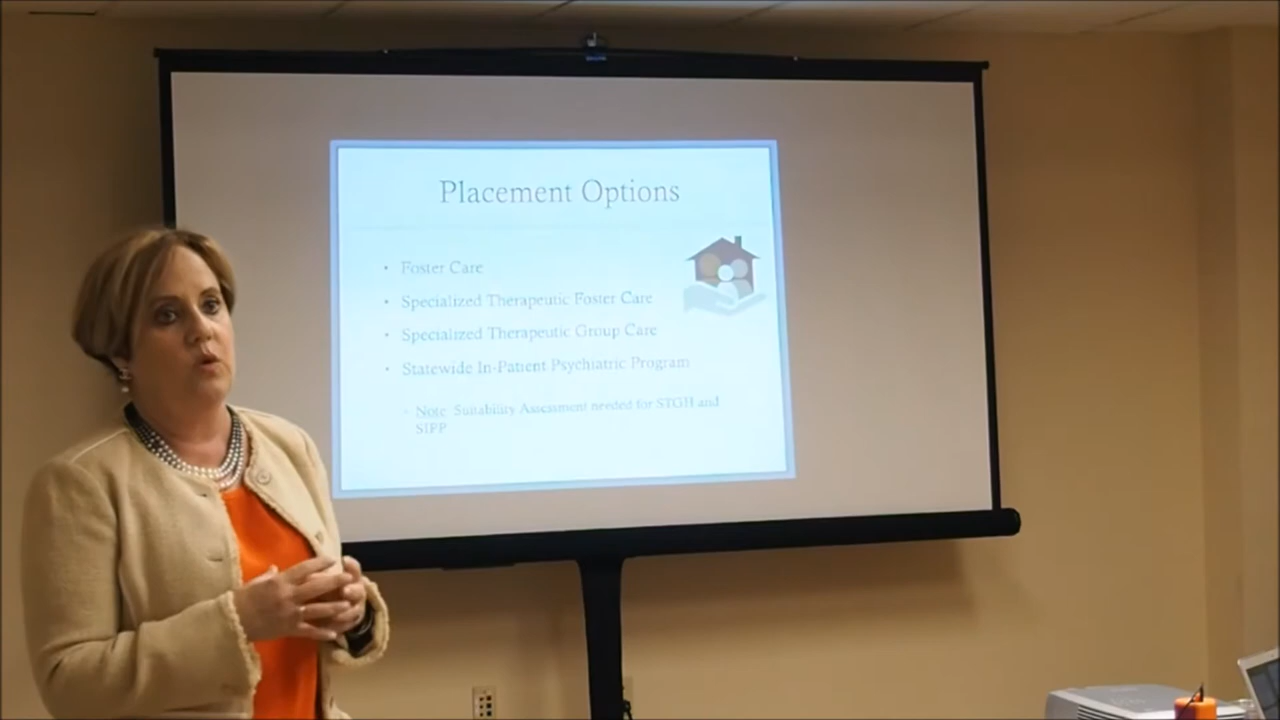 Placement Options
• Foster Care
• Specialized Therapeutic Foster Care
• Specialized Therapeutic Group Care
• Statewide In-Patient Psychiatric Program
◦ Note: Suitability Assessment needed for STGH and
SIPP